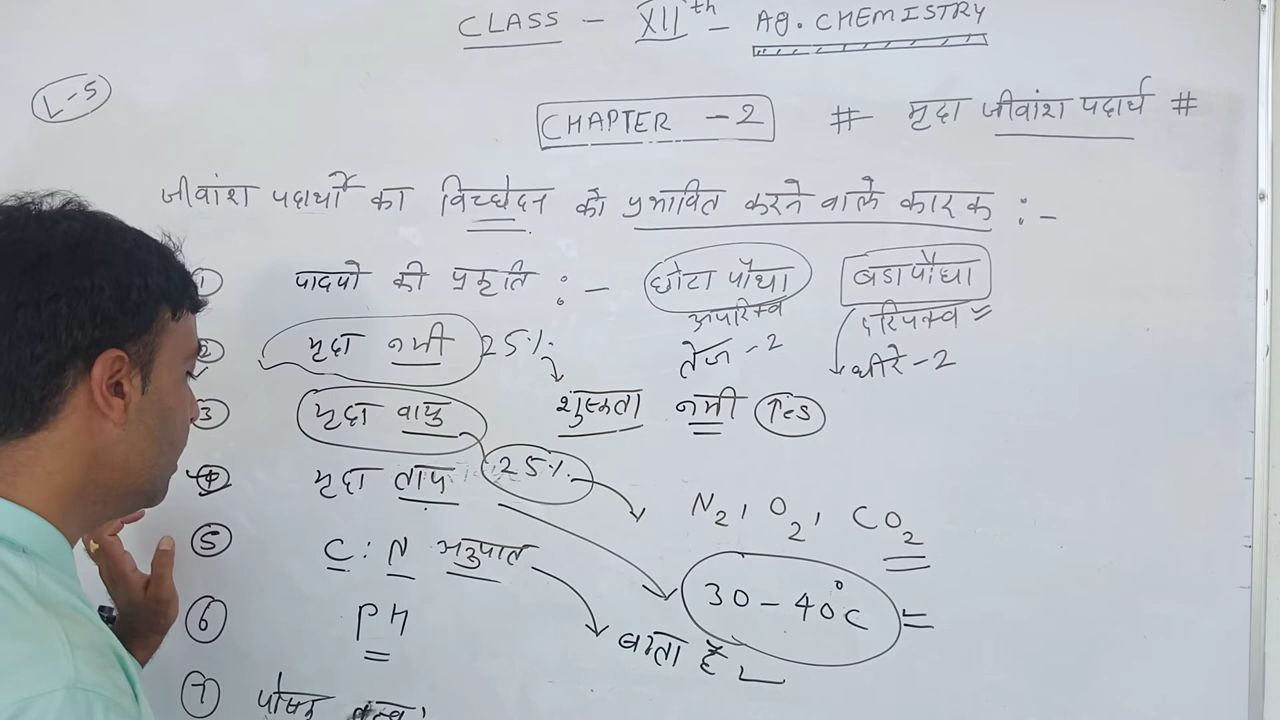 CLASS – XIIth – Ag. CHEMISTRY
L-5
CHAPTER – 2 # मृदा जीवांश पदार्थ #
जीवांश पदार्थों का विच्छेदन को प्रभावित करने वाले कारक :-
1 पादपो की प्रकृति :- छोटा पौधा बडा पौधा
अपरिक्व परिपक्व
2 मृदा नमी 25% तेज-2 धीरे-2
3 मृदा वायु शुष्कता नमी Yes
4 मृदा ताप 25% N2, O2, CO2
5 C : N अनुपात 30 – 40°C
6 PH
7 पोषक तत्व